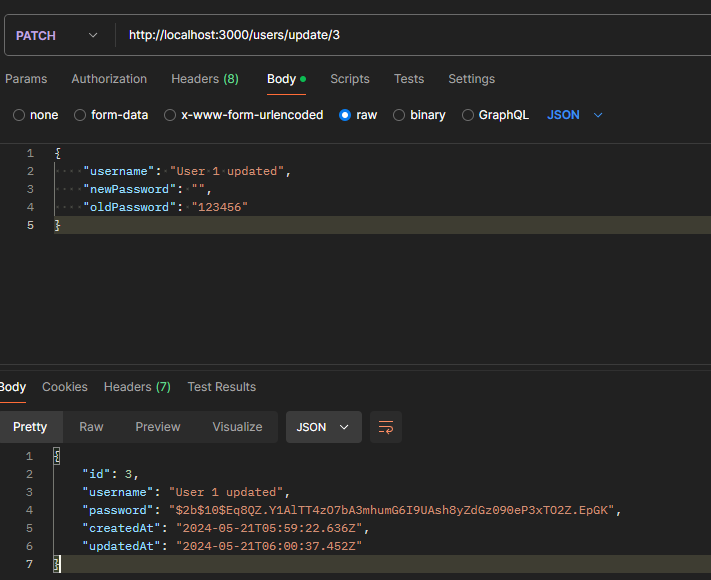 PATCH http://localhost:3000/users/update/3
Params Authorization Headers (8) Body Scripts Tests Settings
none form-data x-www-form-urlencoded raw binary GraphQL JSON
1 {
2 ····"username":·"User·1·updated",
3 ····"newPassword":·"",
4 ····"oldPassword":·"123456"
5 }
Body Cookies Headers (7) Test Results
Pretty Raw Preview Visualize JSON
1 {
2 "id": 3,
3 "username": "User 1 updated",
4 "password": "$2b$10$Eq8QZ.Y1AlTT4zO7bA3mhumG6I9UAsh8yZdGz090eP3xTO2Z.EpGK",
5 "createdAt": "2024-05-21T05:59:22.636Z",
6 "updatedAt": "2024-05-21T06:00:37.452Z"
7 }